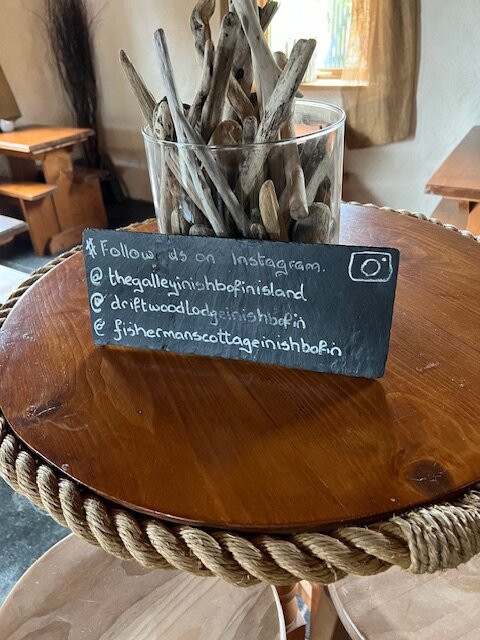 * Follow us on Instagram.
@ thegalleyinishbofinisland
@ driftwoodlodgeinishbofin
@ fishermanscottageinishbofin